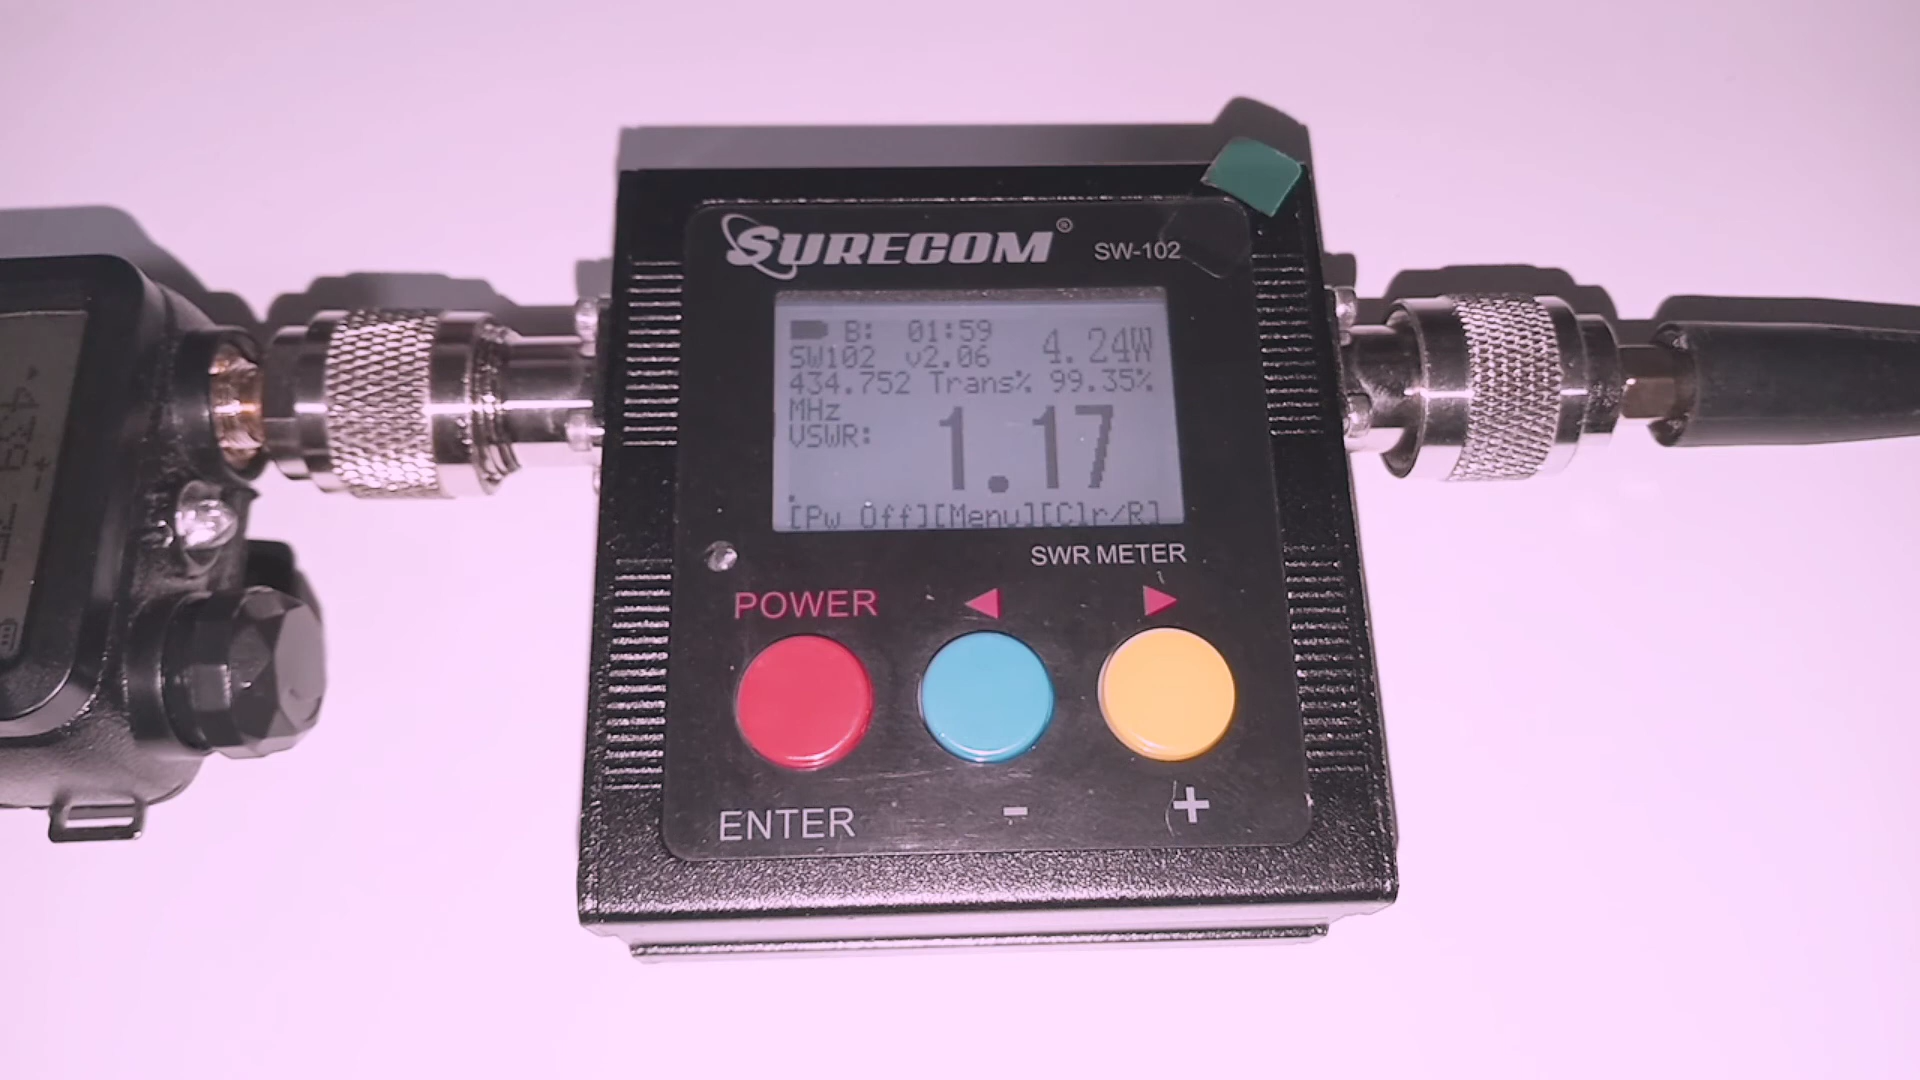 SURECOM®
SW-102
B: 01:59
4.24W
SW102 v2.06
434.752 Trans% 99.35%
MHz
VSWR: 1.17
[Pw Off][Menu][Clr/R]
SWR METER
POWER ◀ ▶
ENTER - +